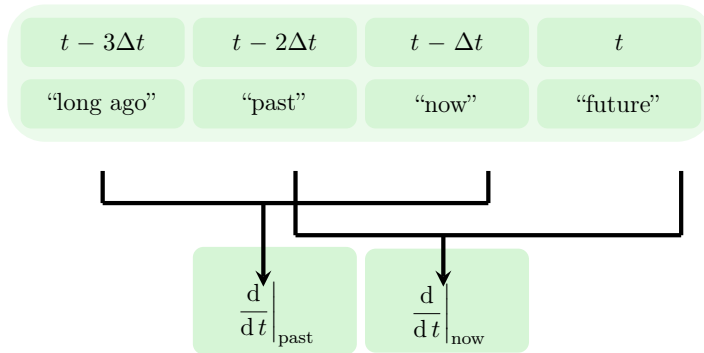 t − 3Δt t − 2Δt t − Δt t
“long ago” “past” “now” “future”
d/dt|past d/dt|now